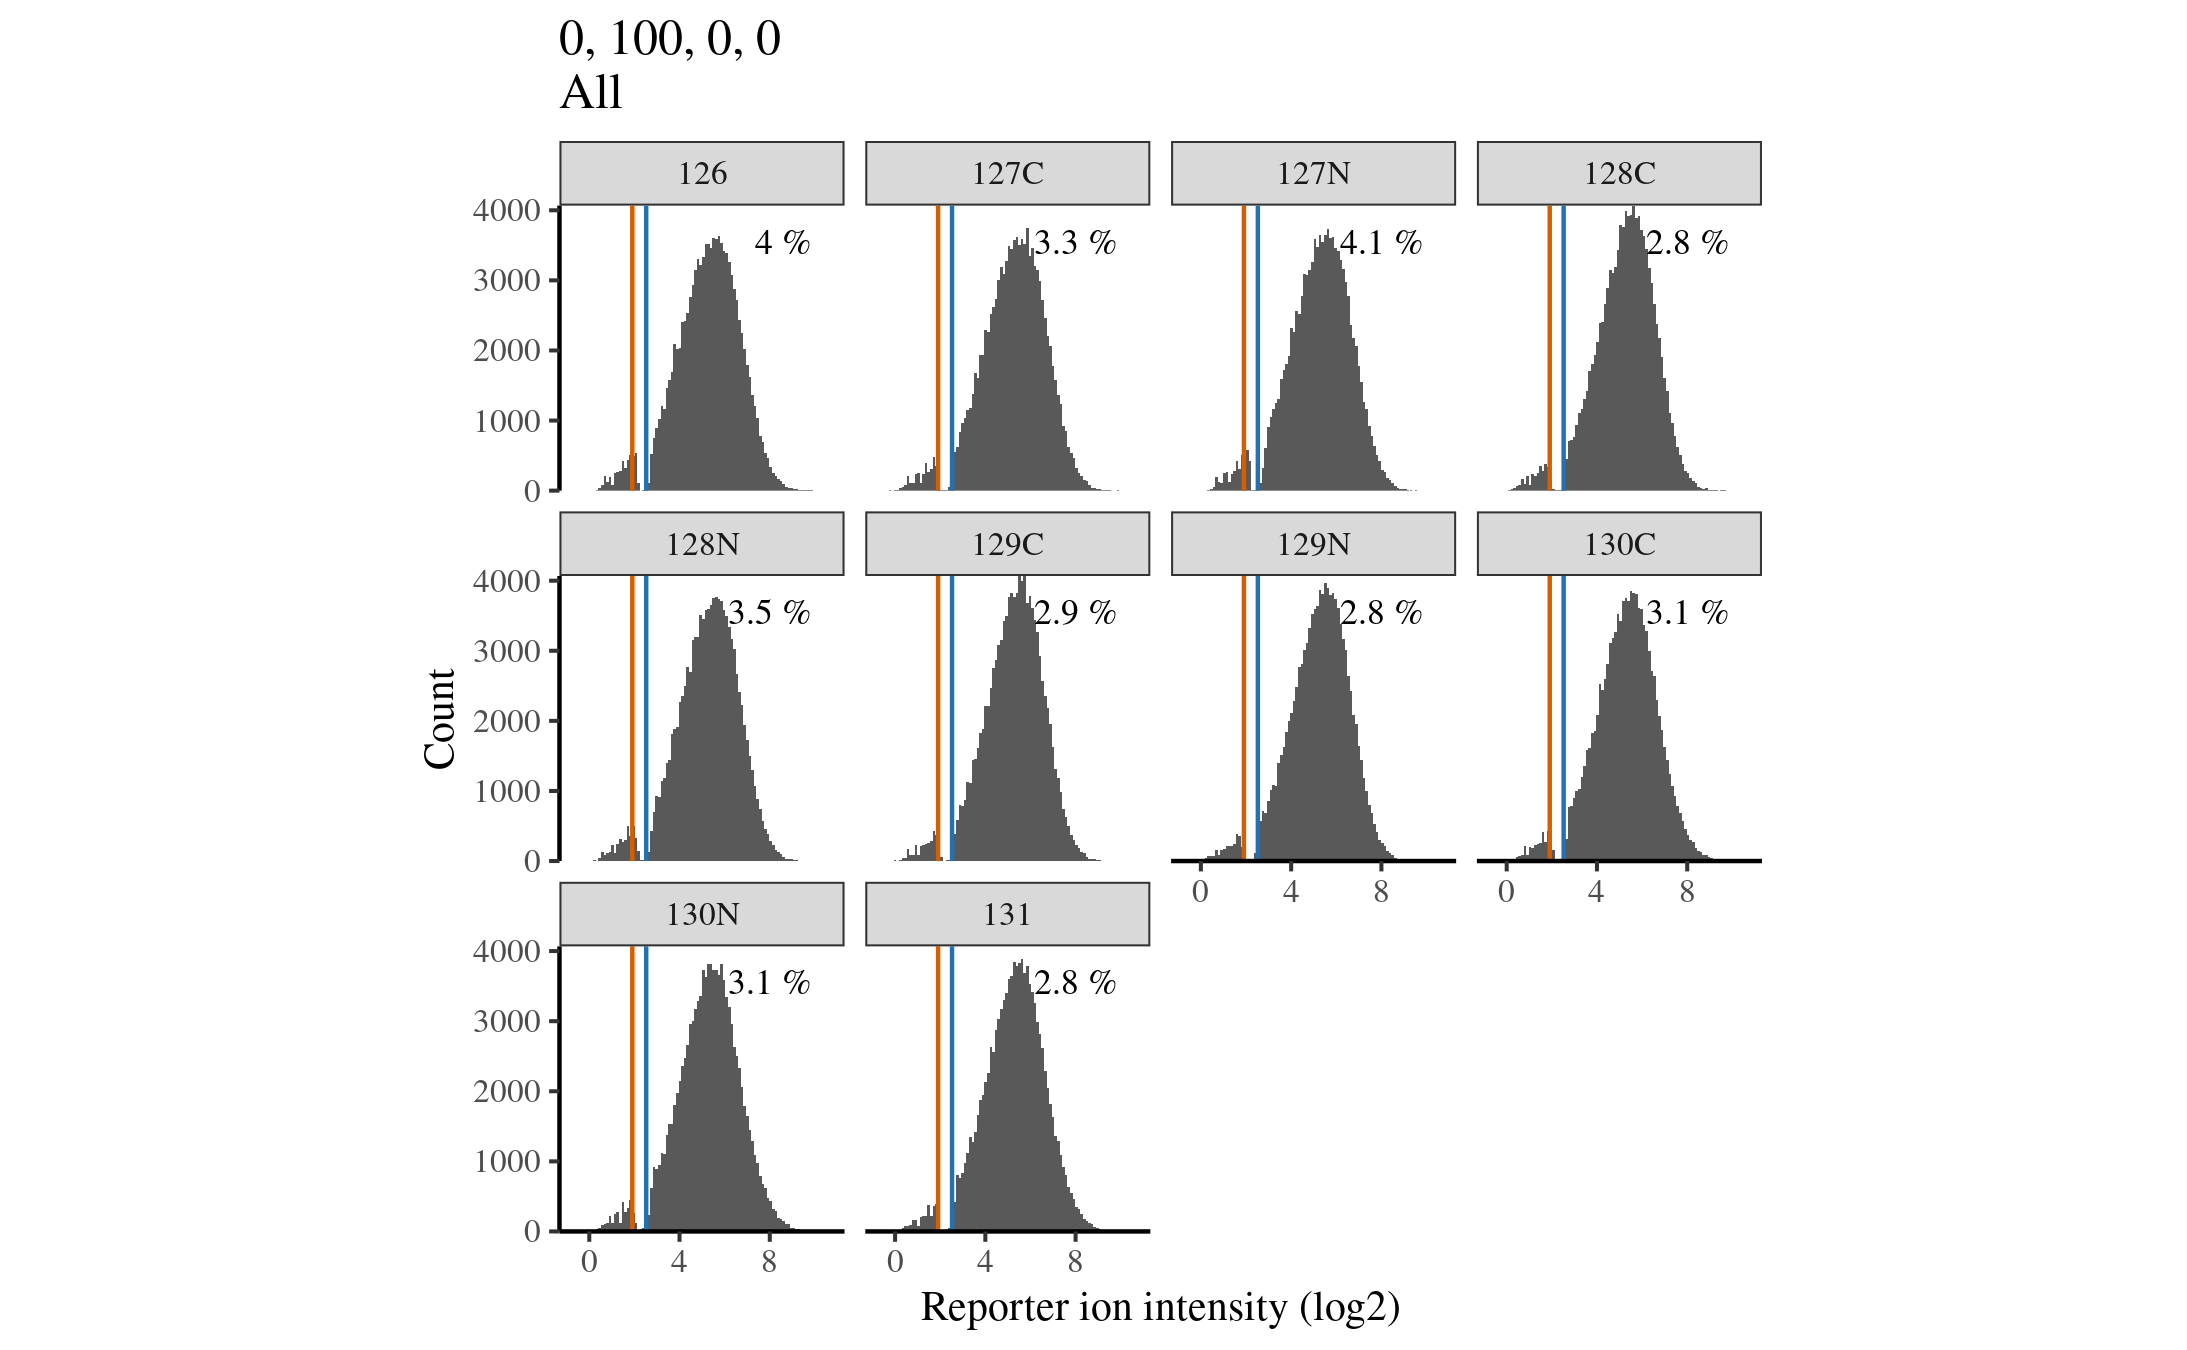 0, 100, 0, 0
All
126 127C 127N 128C
4000
3000
2000
1000
0
4 % 3.3 % 4.1 % 2.8 %
128N 129C 129N 130C
4000
3000
2000
1000
0
3.5 % 2.9 % 2.8 % 3.1 %
0 4 8 0 4 8
Count
130N 131
4000
3000
2000
1000
0
3.1 % 2.8 %
0 4 8 0 4 8
Reporter ion intensity (log2)